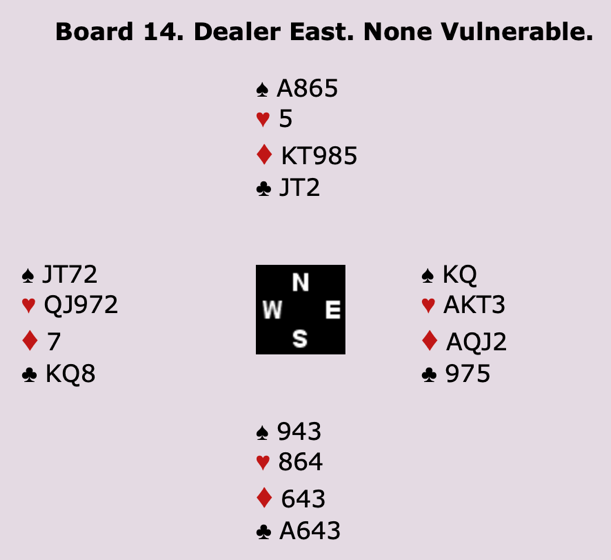 Board 14. Dealer East. None Vulnerable.
♠ A865
♥ 5
♦ KT985
♣ JT2
♠ JT72
♥ QJ972
♦ 7
♣ KQ8
N
W E
S
♠ KQ
♥ AKT3
♦ AQJ2
♣ 975
♠ 943
♥ 864
♦ 643
♣ A643